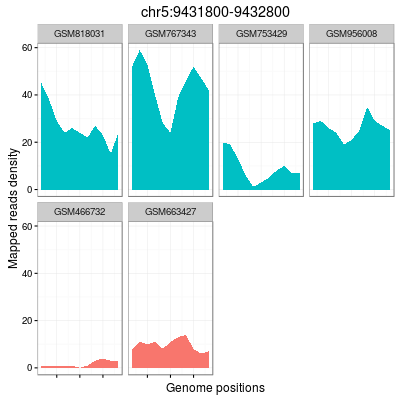 chr5:9431800-9432800
GSM818031 GSM767343 GSM753429 GSM956008
60
40
20
0
Mapped reads density
GSM466732 GSM663427
60
40
20
0
Genome positions